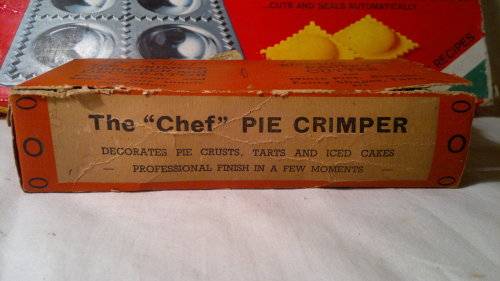 ...CUTS AND SEALS AUTOMATICALLY
RECIPES
The "Chef" PIE CRIMPER
DECORATES PIE CRUSTS, TARTS AND ICED CAKES
— PROFESSIONAL FINISH IN A FEW MOMENTS —